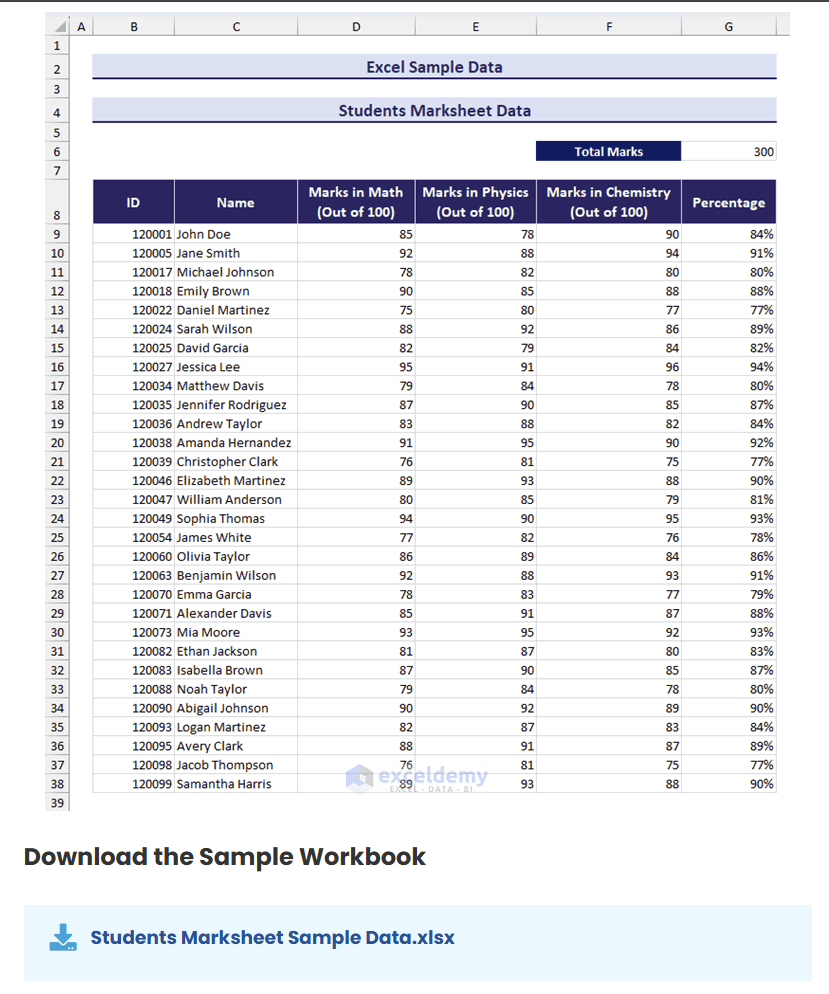 A B C D E F G
1
2 Excel Sample Data
3
4 Students Marksheet Data
5
6 Total Marks 300
7
8 ID Name Marks in Math (Out of 100) Marks in Physics (Out of 100) Marks in Chemistry (Out of 100) Percentage
9 120001 John Doe 85 78 90 84%
10 120005 Jane Smith 92 88 94 91%
11 120017 Michael Johnson 78 82 80 80%
12 120018 Emily Brown 90 85 88 88%
13 120022 Daniel Martinez 75 80 77 77%
14 120024 Sarah Wilson 88 92 86 89%
15 120025 David Garcia 82 79 84 82%
16 120027 Jessica Lee 95 91 96 94%
17 120034 Matthew Davis 79 84 78 80%
18 120035 Jennifer Rodriguez 87 90 85 87%
19 120036 Andrew Taylor 83 88 82 84%
20 120038 Amanda Hernandez 91 95 90 92%
21 120039 Christopher Clark 76 81 75 77%
22 120046 Elizabeth Martinez 89 93 88 90%
23 120047 William Anderson 80 85 79 81%
24 120049 Sophia Thomas 94 90 95 93%
25 120054 James White 77 82 76 78%
26 120060 Olivia Taylor 86 89 84 86%
27 120063 Benjamin Wilson 92 88 93 91%
28 120070 Emma Garcia 78 83 77 79%
29 120071 Alexander Davis 85 91 87 88%
30 120073 Mia Moore 93 95 92 93%
31 120082 Ethan Jackson 81 87 80 83%
32 120083 Isabella Brown 87 90 85 87%
33 120088 Noah Taylor 79 84 78 80%
34 120090 Abigail Johnson 90 92 89 90%
35 120093 Logan Martinez 82 87 83 84%
36 120095 Avery Clark 88 91 87 89%
37 120098 Jacob Thompson 76 81 75 77%
38 120099 Samantha Harris 89 93 88 90%
39
exceldemy
EXCEL - DATA - BI
Download the Sample Workbook
Students Marksheet Sample Data.xlsx